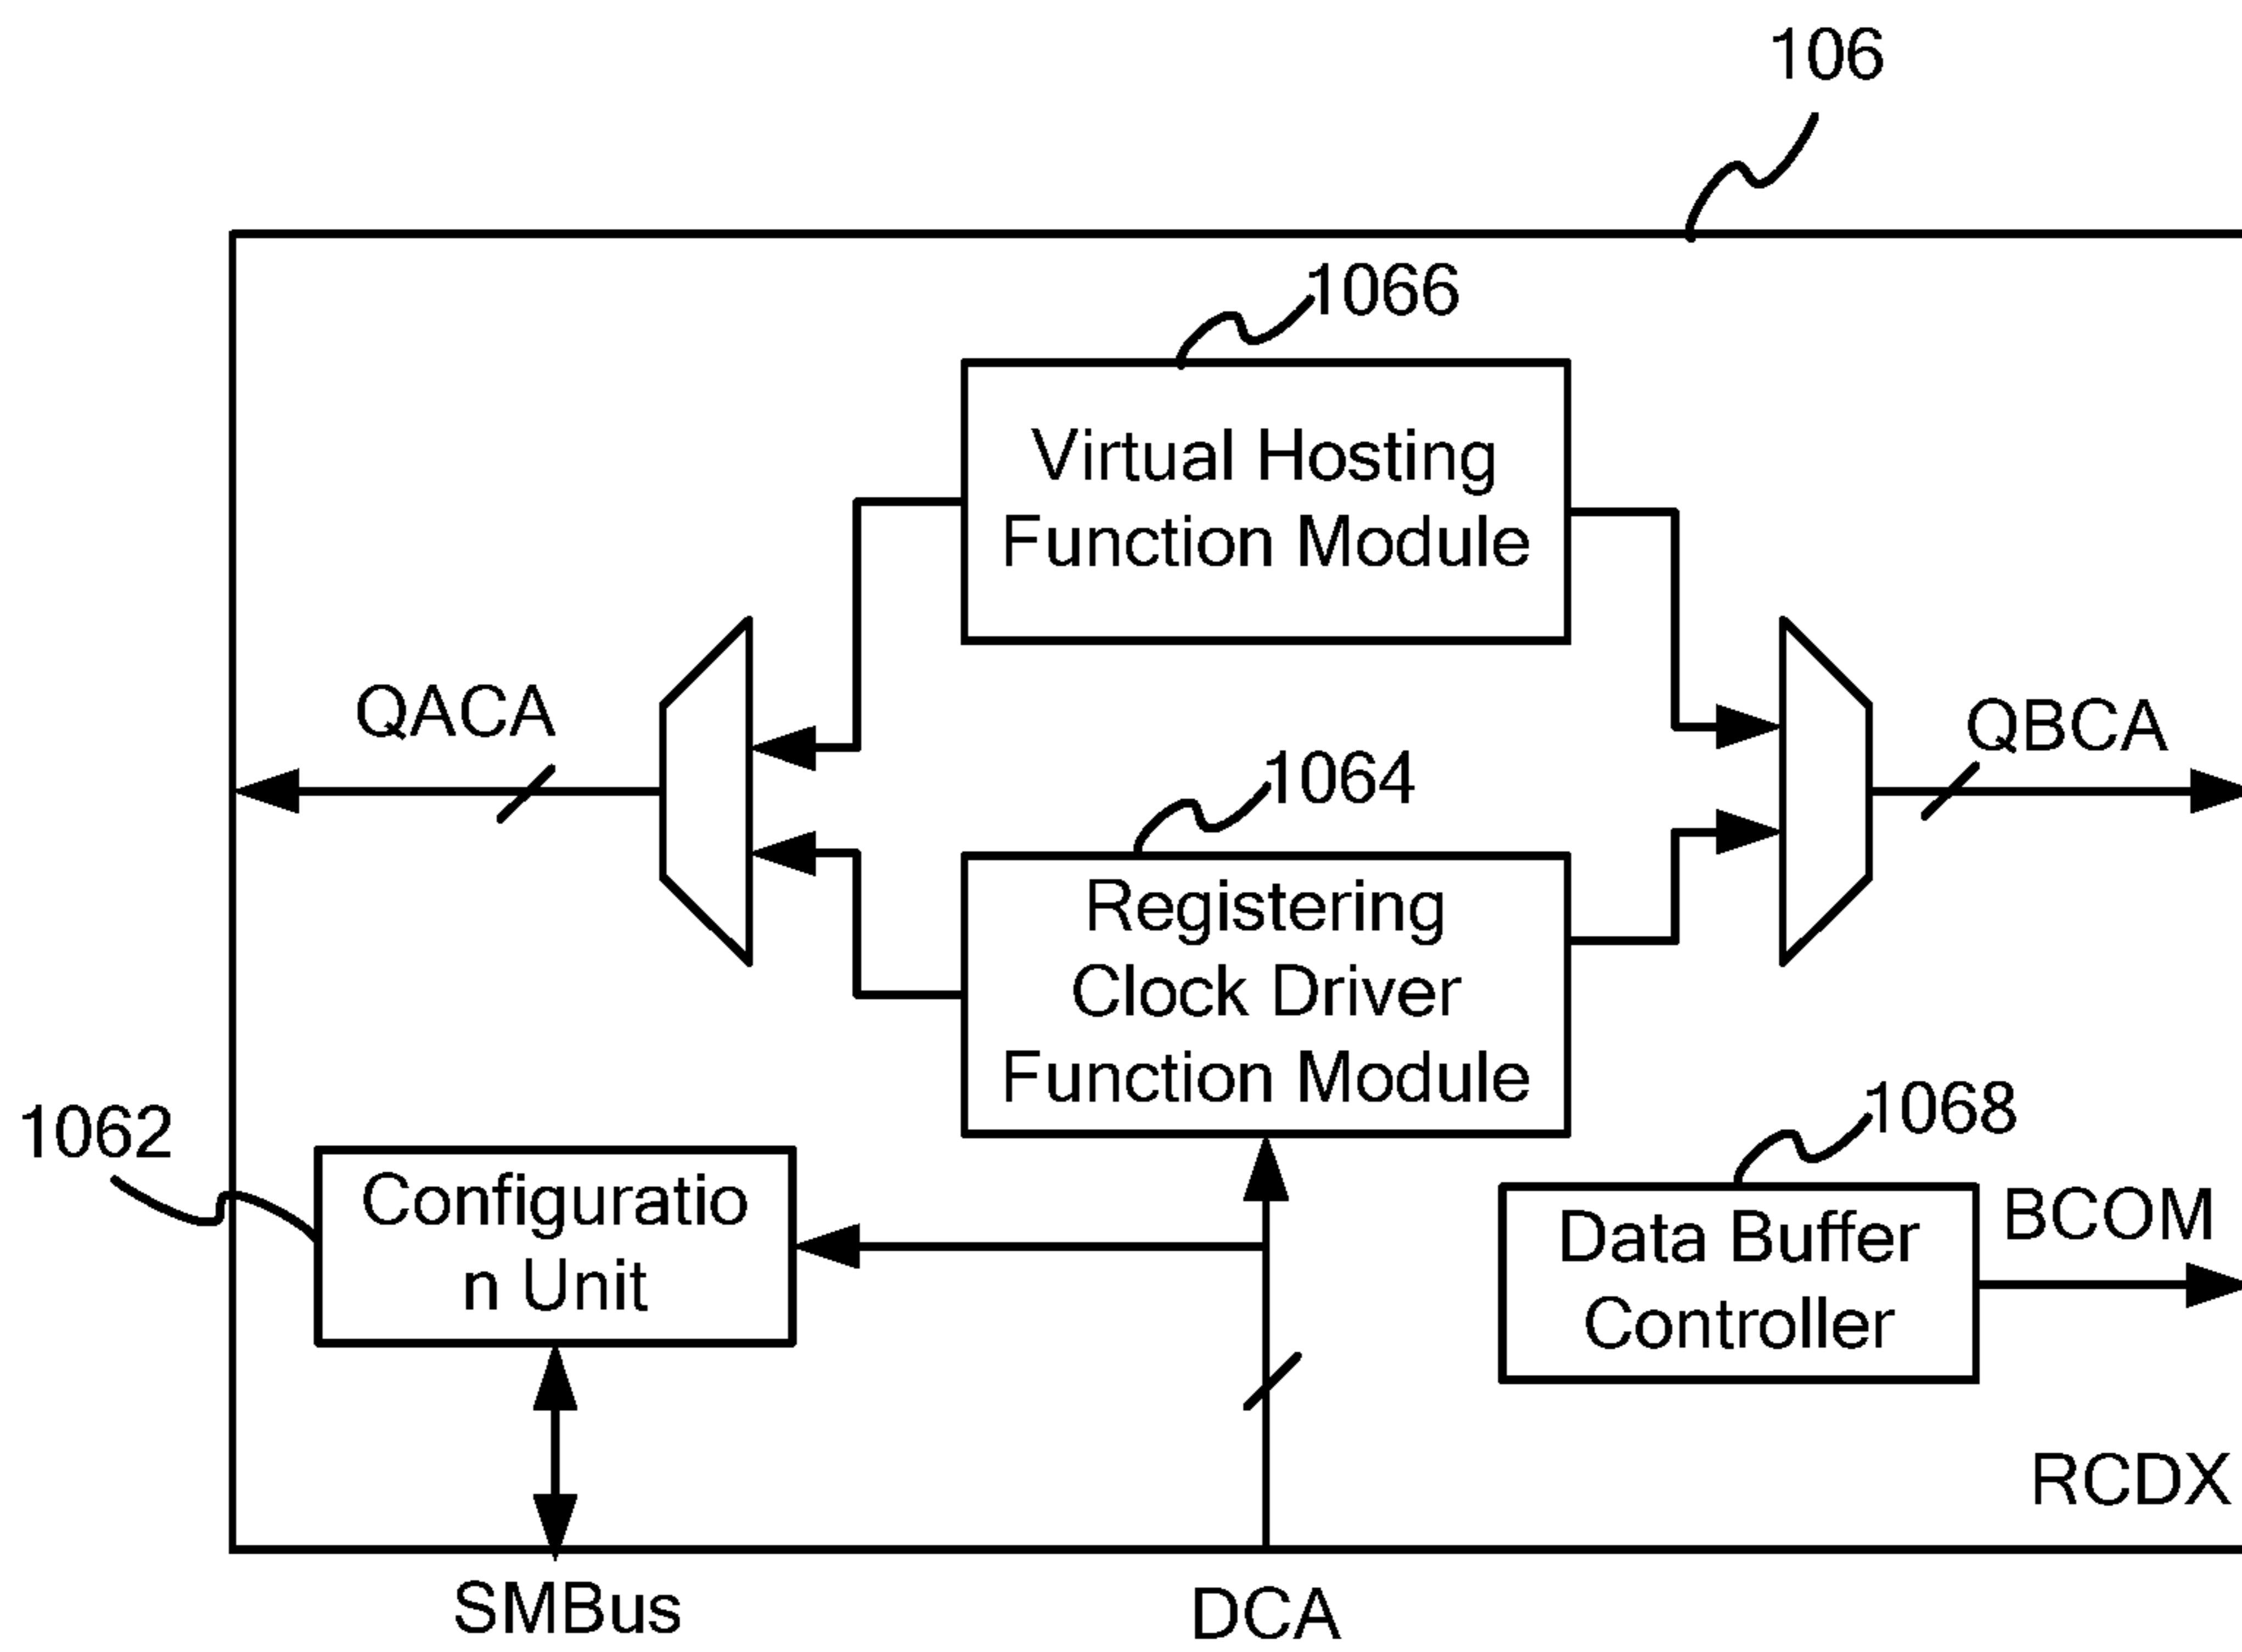 106
1066
Virtual Hosting
Function Module
QACA
QBCA
1064
Registering
Clock Driver
Function Module
1062
Configuratio
n Unit
1068
Data Buffer
Controller
BCOM
RCDX
SMBus
DCA